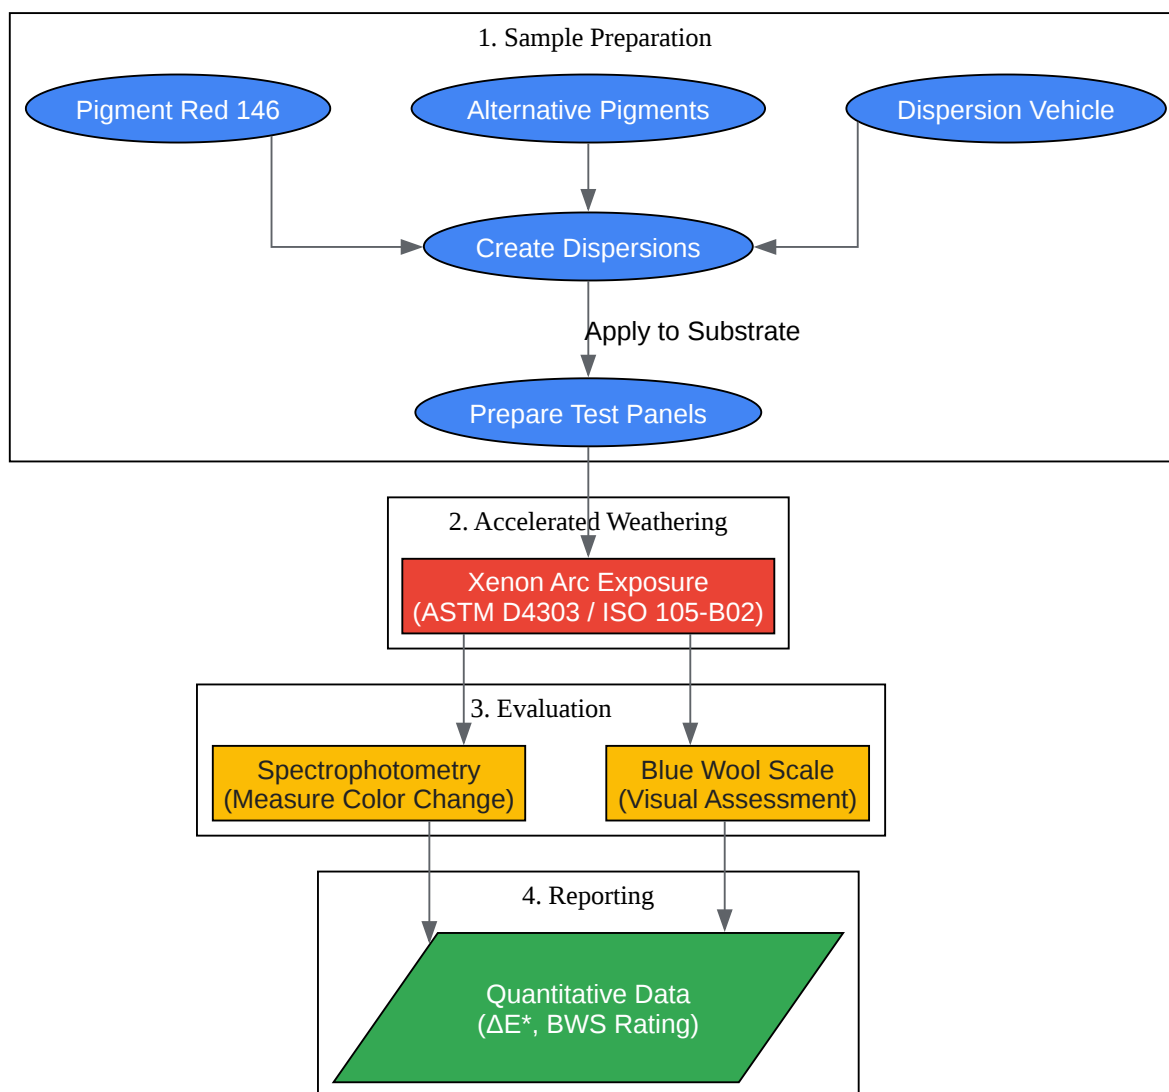 1. Sample Preparation
Pigment Red 146
Alternative Pigments
Dispersion Vehicle
Create Dispersions
Apply to Substrate
Prepare Test Panels
2. Accelerated Weathering
Xenon Arc Exposure
(ASTM D4303 / ISO 105-B02)
3. Evaluation
Spectrophotometry
(Measure Color Change)
Blue Wool Scale
(Visual Assessment)
4. Reporting
Quantitative Data
(ΔE*, BWS Rating)